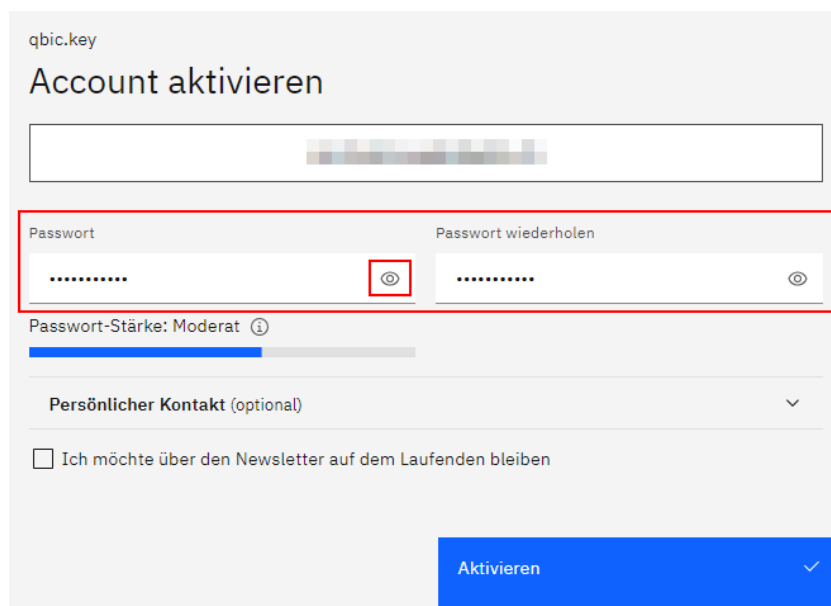 qbic.key
Account aktivieren
Passwort
Passwort wiederholen
•••••••••••
•••••••••••
Passwort-Stärke: Moderat
Persönlicher Kontakt (optional)
Ich möchte über den Newsletter auf dem Laufenden bleiben
Aktivieren